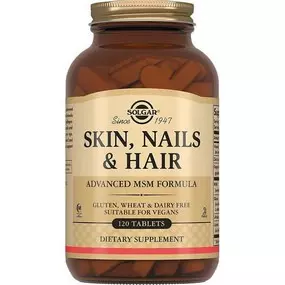 SOLGAR
Since 1947
SKIN, NAILS
& HAIR
ADVANCED MSM FORMULA
GLUTEN, WHEAT & DAIRY FREE
SUITABLE FOR VEGANS
120 TABLETS
DIETARY SUPPLEMENT